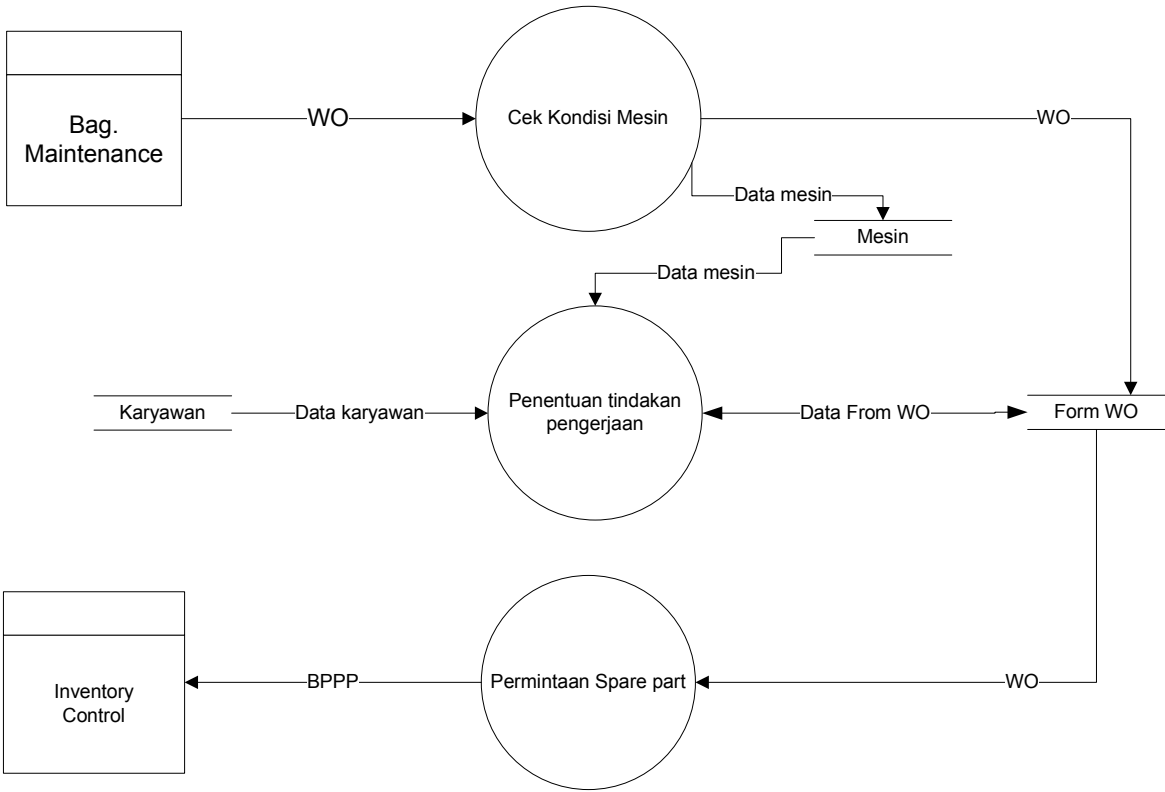 Bag.
Maintenance
WO
Cek Kondisi Mesin
WO
Data mesin
Mesin
Data mesin
Karyawan
Data karyawan
Penentuan tindakan
pengerjaan
Data From WO
Form WO
Inventory
Control
BPPP
Permintaan Spare part
WO